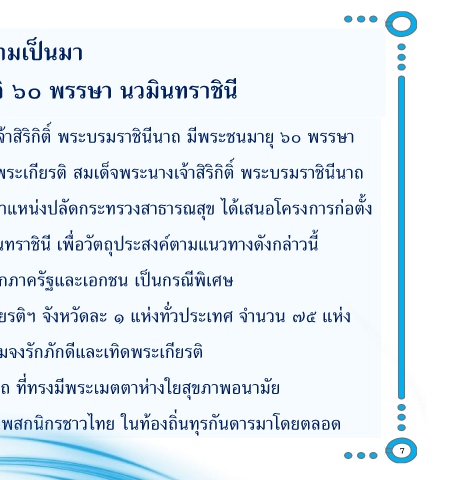 ามเป็นมา
ิ ๖๐ พรรษา นวมินทราชินี
จ้าสิริกิติ์ พระบรมราชินีนาถ มีพระชนมายุ ๖๐ พรรษา
พระเกียรติ สมเด็จพระนางเจ้าสิริกิติ์ พระบรมราชินีนาถ
ำแหน่งปลัดกระทรวงสาธารณสุข ได้เสนอโครงการก่อตั้ง
นทราชินี เพื่อวัตถุประสงค์ตามแนวทางดังกล่าวนี้
กภาครัฐและเอกชน เป็นกรณีพิเศษ
ยรติฯ จังหวัดละ ๑ แห่งทั่วประเทศ จำนวน ๗๕ แห่ง
มจงรักภักดีและเทิดพระเกียรติ
ถ ที่ทรงมีพระเมตตาห่างใยสุขภาพอนามัย
พสกนิกรชาวไทย ในท้องถิ่นทุรกันดารมาโดยตลอด
7